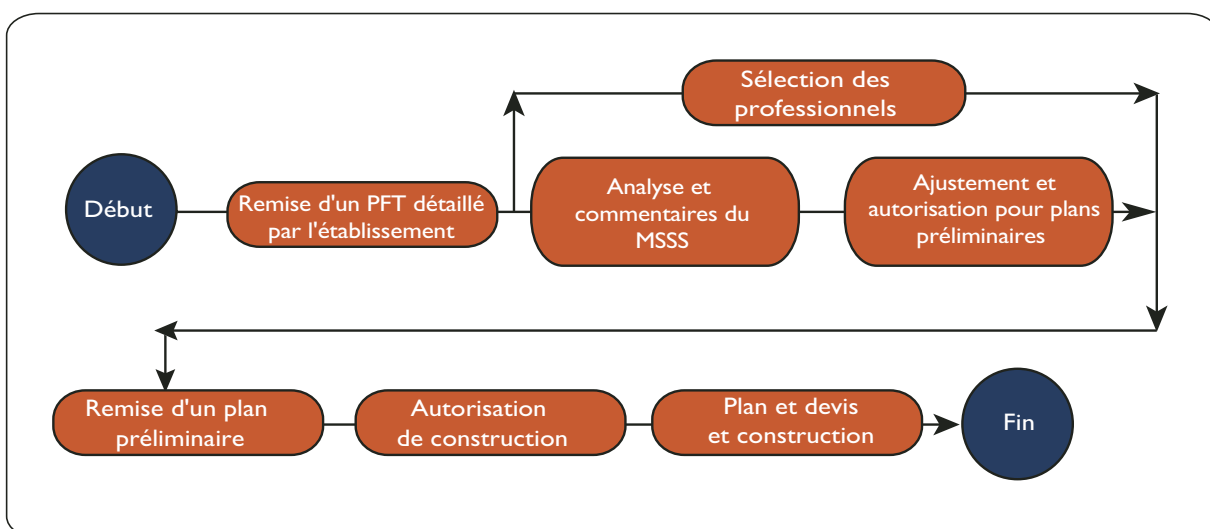 Sélection des
professionnels
Début
Remise d'un PFT détaillé
par l'établissement
Analyse et
commentaires du
MSSS
Ajustement et
autorisation pour plans
préliminaires
Remise d'un plan
préliminaire
Autorisation
de construction
Plan et devis
et construction
Fin